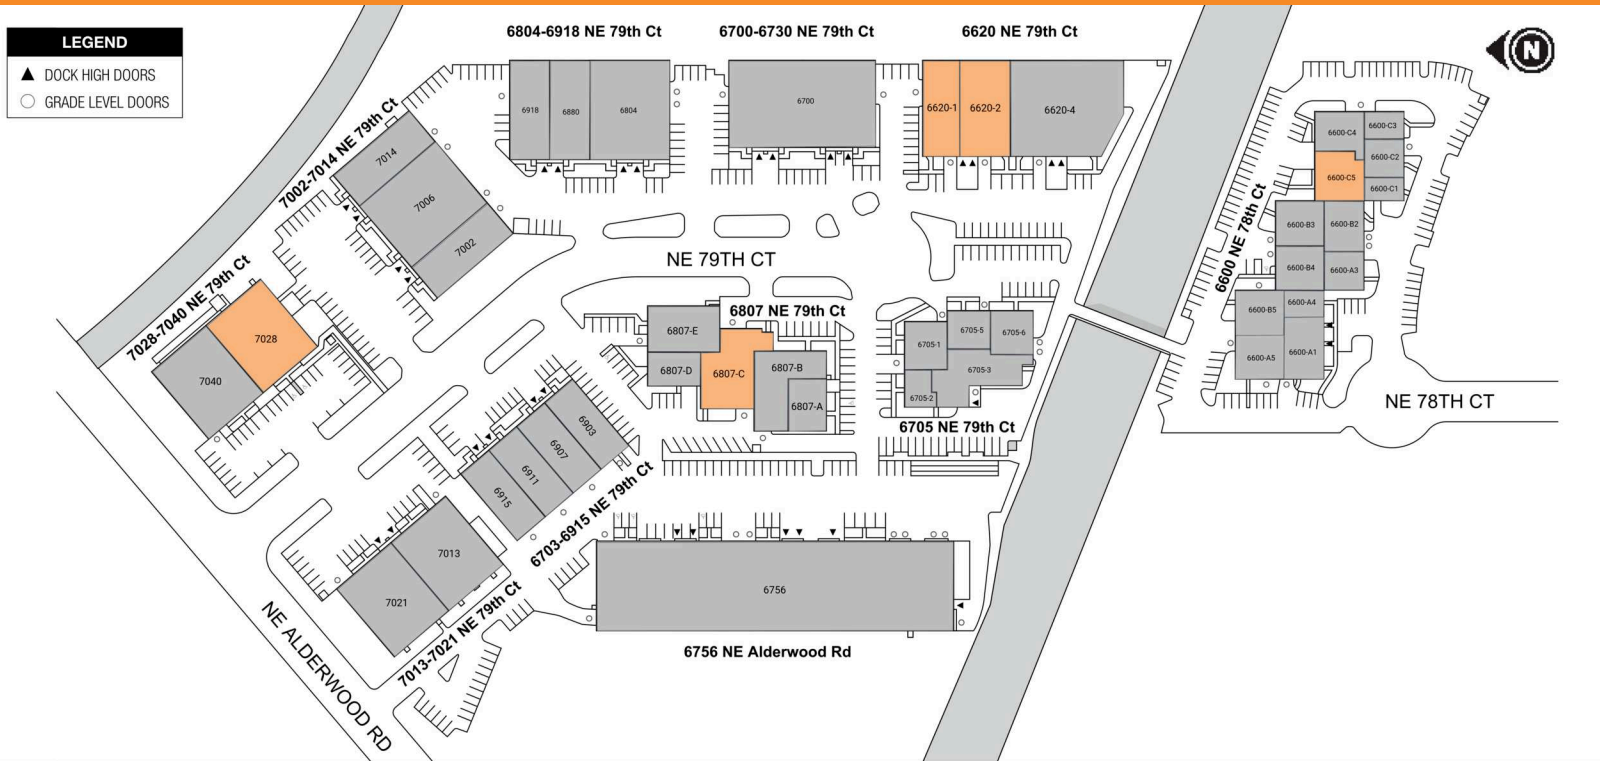 LEGEND
DOCK HIGH DOORS
GRADE LEVEL DOORS
6804-6918 NE 79th Ct
6700-6730 NE 79th Ct
6620 NE 79th Ct
N
6918
6880
6804
6700
6620-1
6620-2
6620-4
7002-7014 NE 79th Ct
7014
7006
7002
6600-C4
6600-C3
6600-C2
6600-C5
6600-C1
6600 NE 78th Ct
6600-B3
6600-B2
6600-B4
6600-A3
6600-B5
6600-A4
6600-A5
6600-A1
NE 79TH CT
7028-7040 NE 79th Ct
7028
7040
6807 NE 79th Ct
6807-E
6807-D
6807-C
6807-B
6807-A
6705-1
6705-5
6705-6
6705-3
6705-2
6705 NE 79th Ct
NE 78TH CT
6903
6907
6911
6915
6703-6915 NE 79th Ct
7013
7021
7013-7021 NE 79th Ct
6756
6756 NE Alderwood Rd
NE ALDERWOOD RD